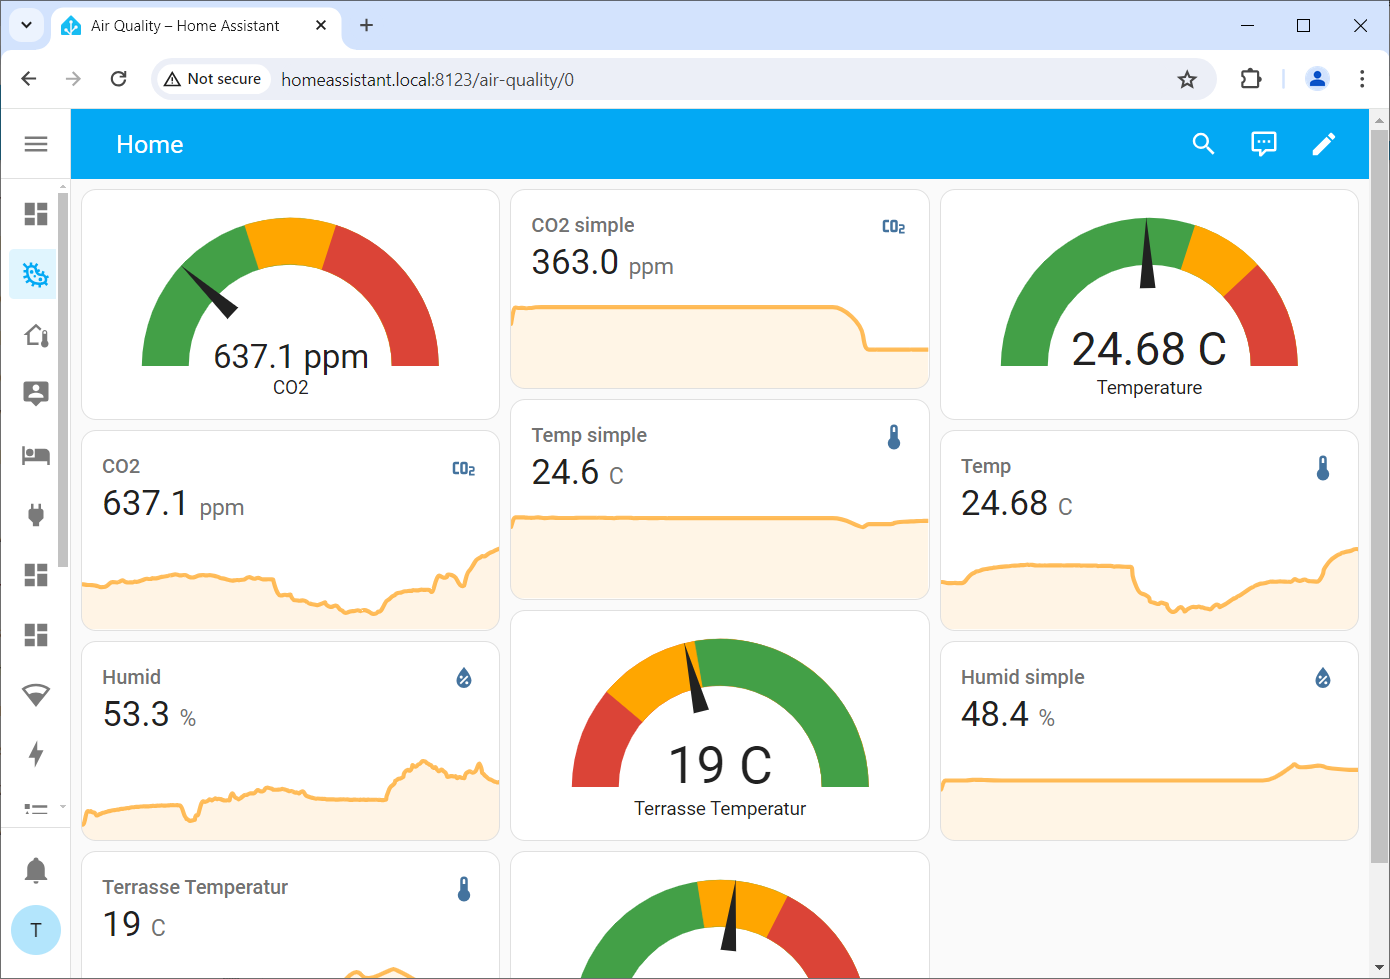 Air Quality – Home Assistant
Not secure
homeassistant.local:8123/air-quality/0
Home
637.1 ppm
CO2
CO2 simple
363.0 ppm
24.68 C
Temperature
CO2
637.1 ppm
Temp simple
24.6 C
Temp
24.68 C
Humid
53.3 %
19 C
Terrasse Temperatur
Humid simple
48.4 %
Terrasse Temperatur
19 C
T